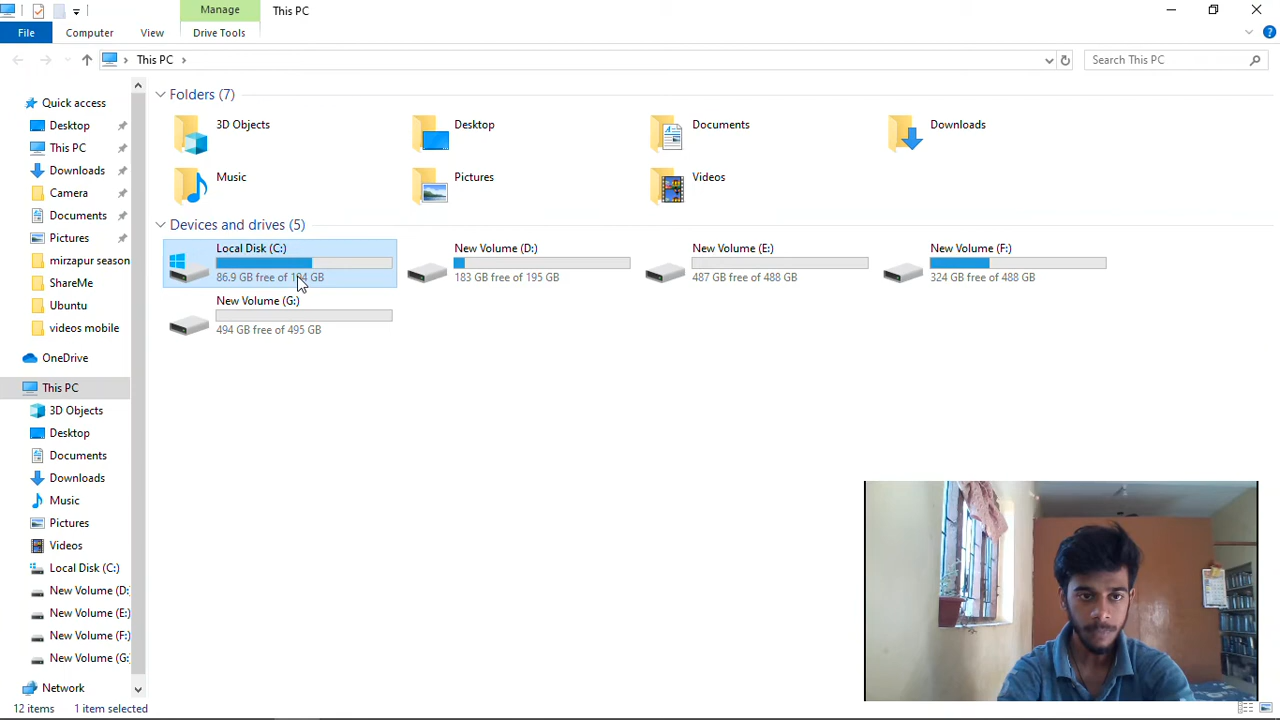 Manage
This PC
File
Computer
View
Drive Tools
This PC
Search This PC
Quick access
Desktop
This PC
Downloads
Camera
Documents
Pictures
mirzapur season
ShareMe
Ubuntu
videos mobile
OneDrive
This PC
3D Objects
Desktop
Documents
Downloads
Music
Pictures
Videos
Local Disk (C:)
New Volume (D:
New Volume (E:)
New Volume (F:)
New Volume (G:
Network
Folders (7)
3D Objects
Desktop
Documents
Downloads
Music
Pictures
Videos
Devices and drives (5)
Local Disk (C:)
86.9 GB free of GB
New Volume (D:)
183 GB free of 195 GB
New Volume (E:)
487 GB free of 488 GB
New Volume (F:)
324 GB free of 488 GB
New Volume (G:)
494 GB free of 495 GB
12 items
1 item selected